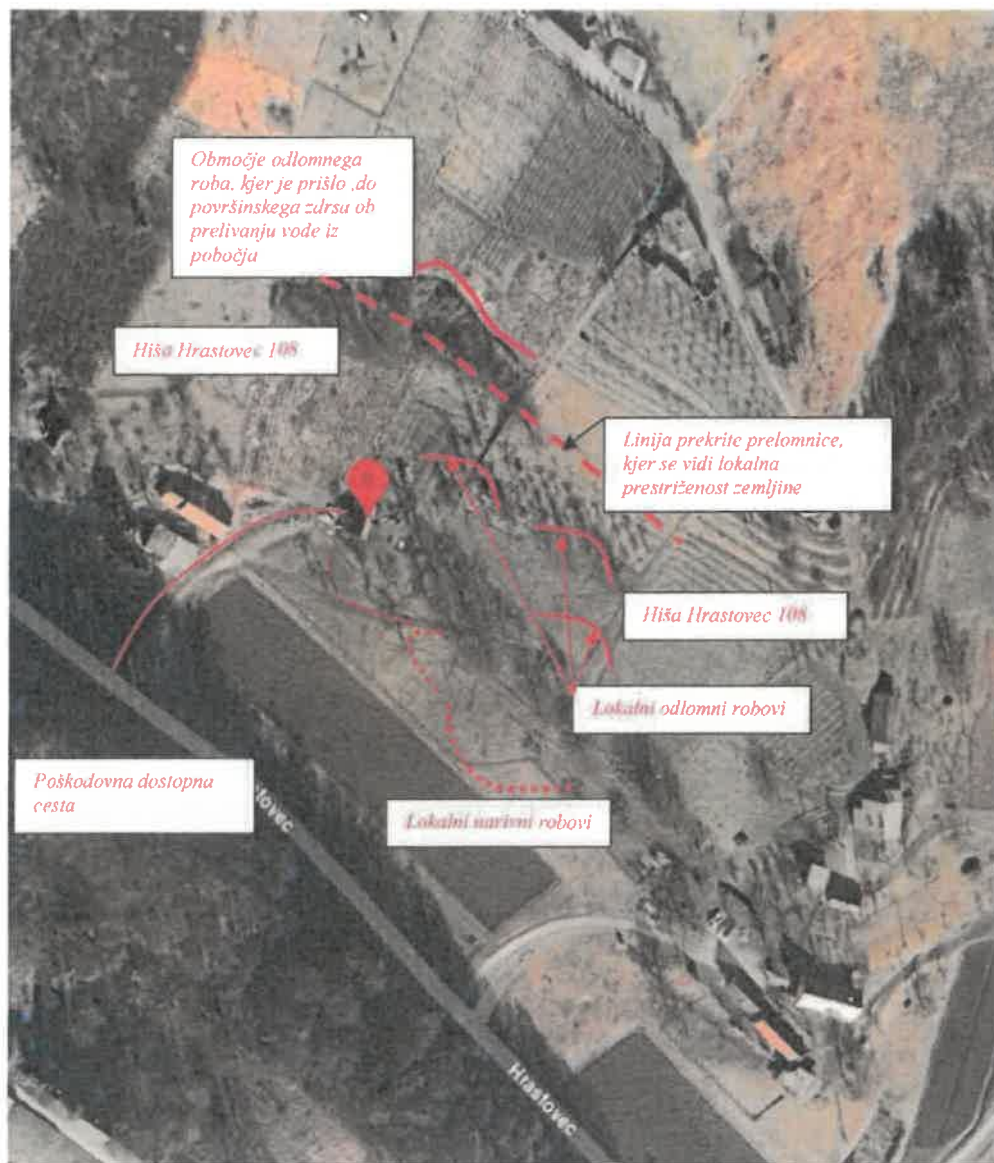 Območje odlomnega
roba, kjer je prišlo ,do
površinskega zdrsa ob
prelivanju vode iz
pobočja
Hiša Hrastovec 108
Linija prekrite prelomnice,
kjer se vidi lokalna
prestriženost zemljine
Hiša Hrastovec 108
Lokalni odlomni robovi
Poškodovna dostopna
cesta
stovec
Lokalni narivni robovi
Hrastovec